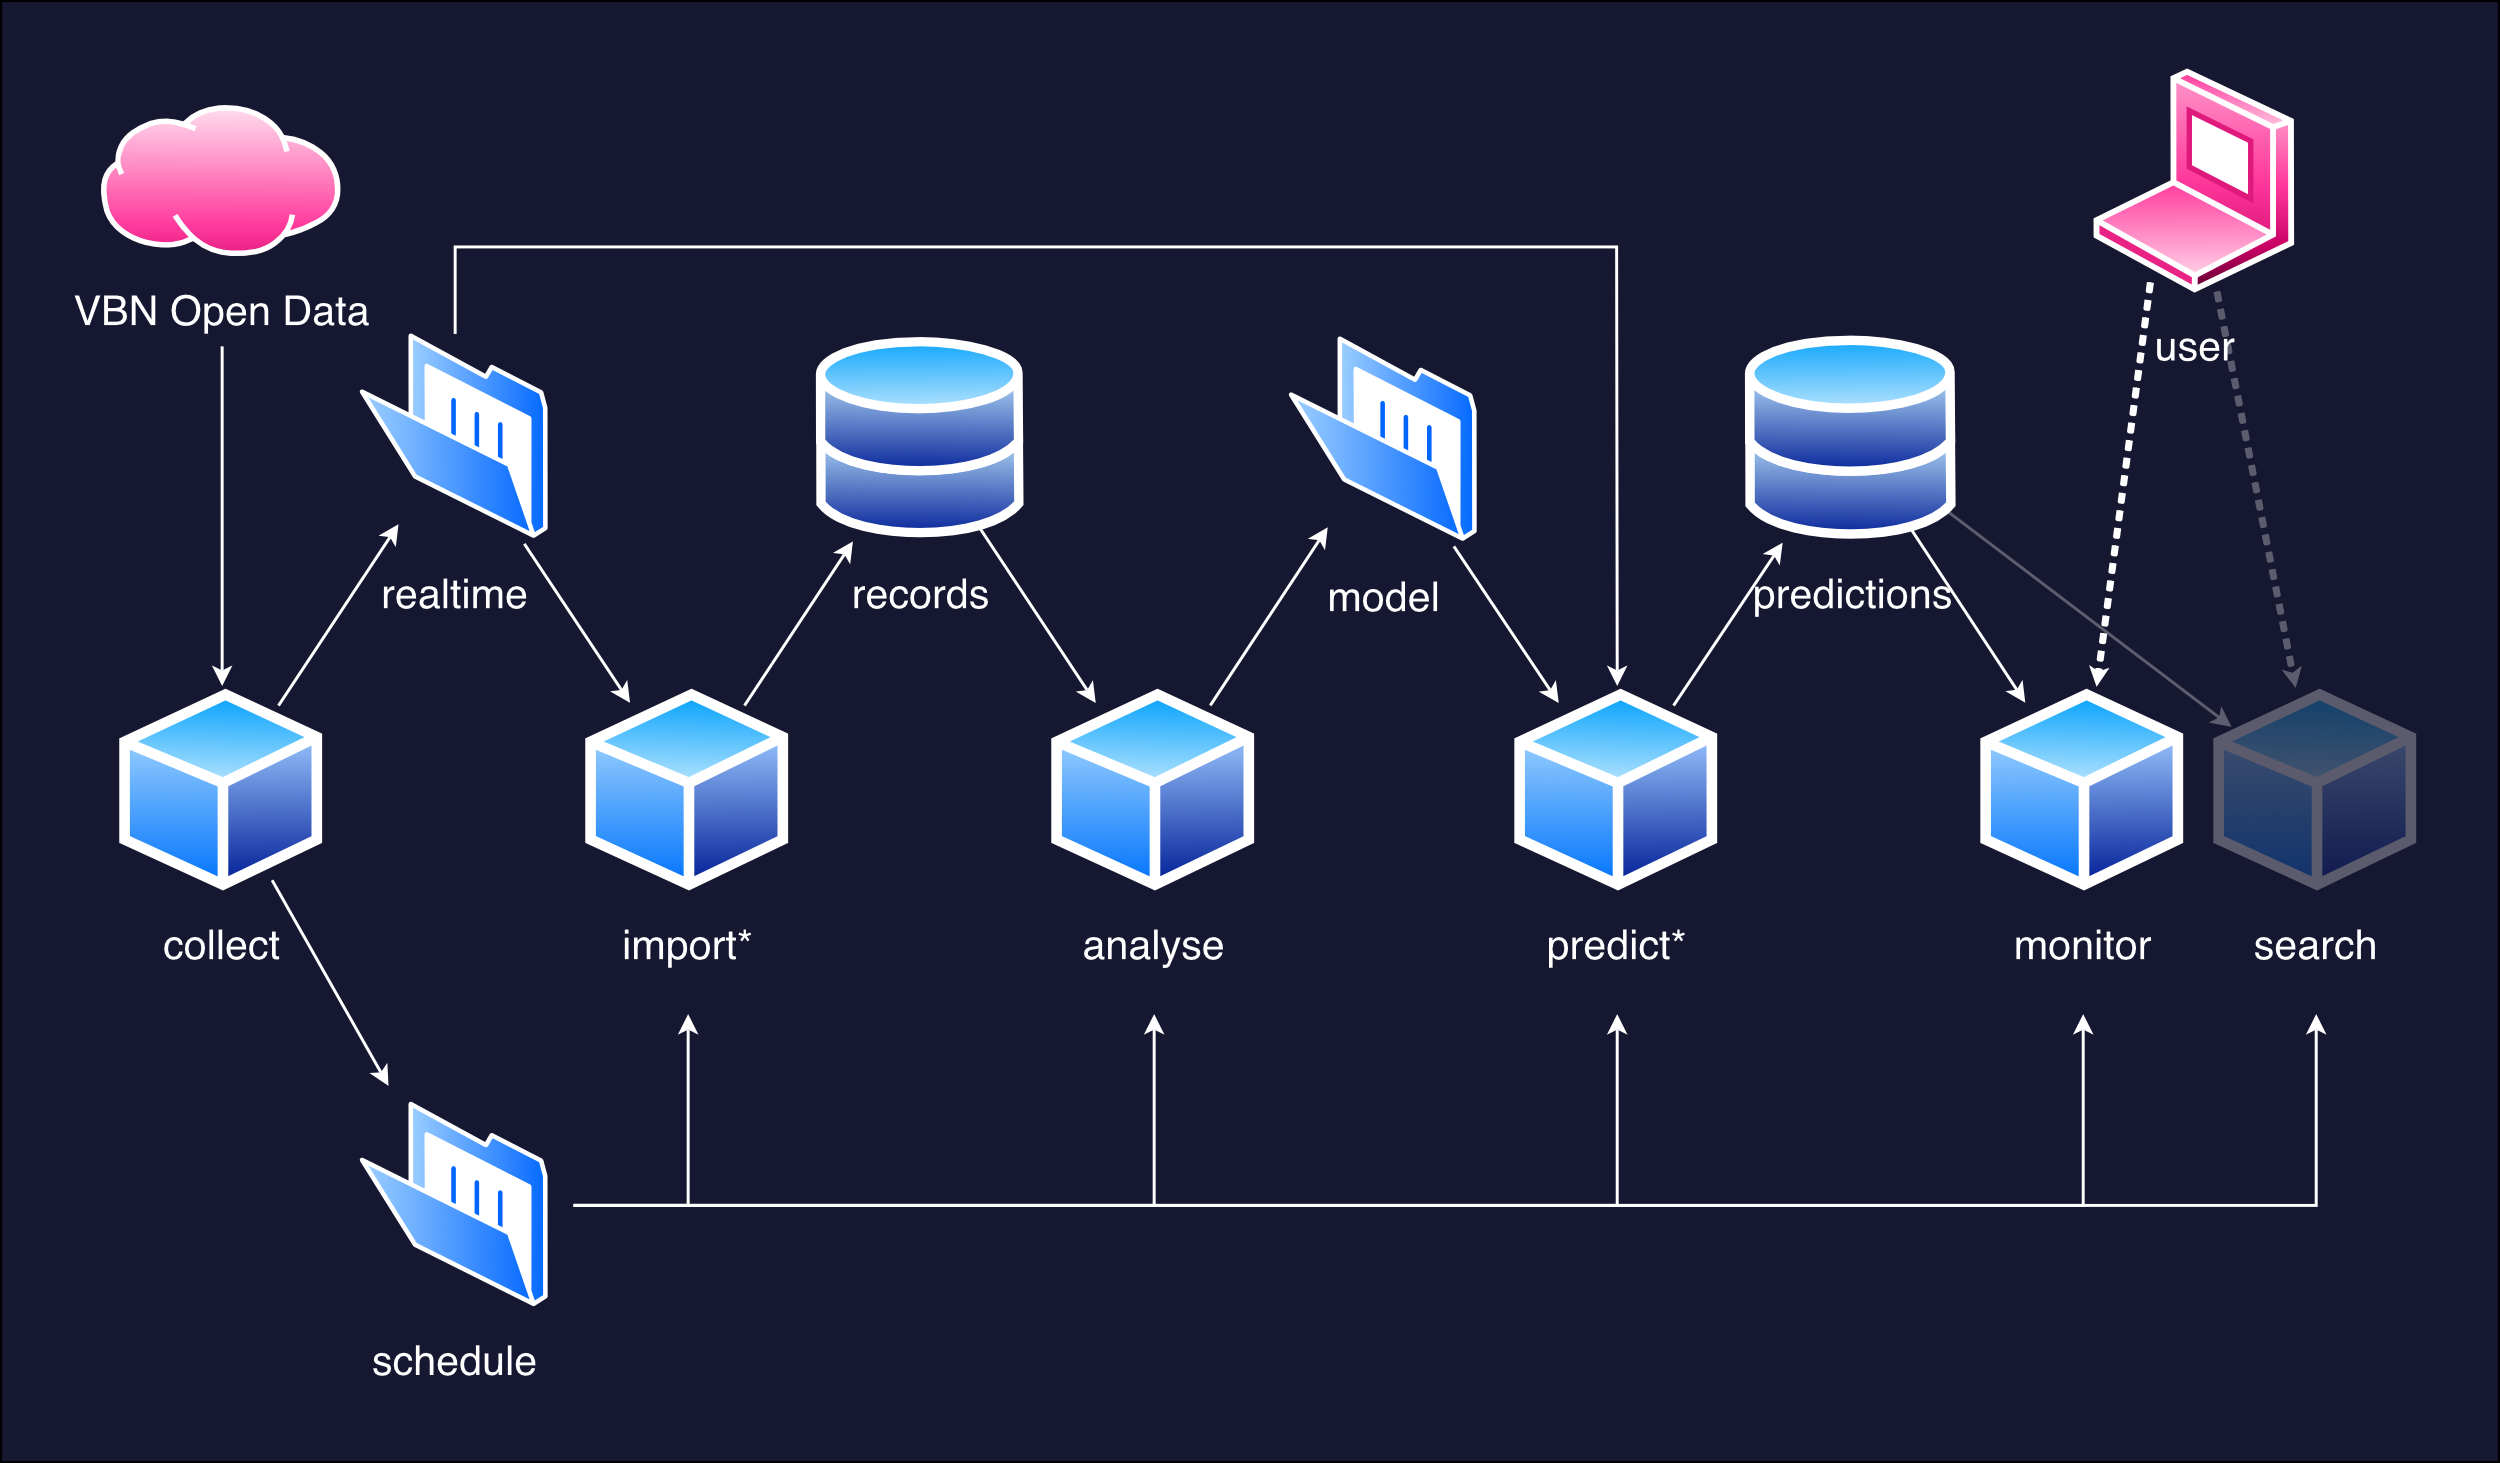 VBN Open Data
user
realtime
records
model
predictions
collect
import*
analyse
predict*
monitor
search
schedule